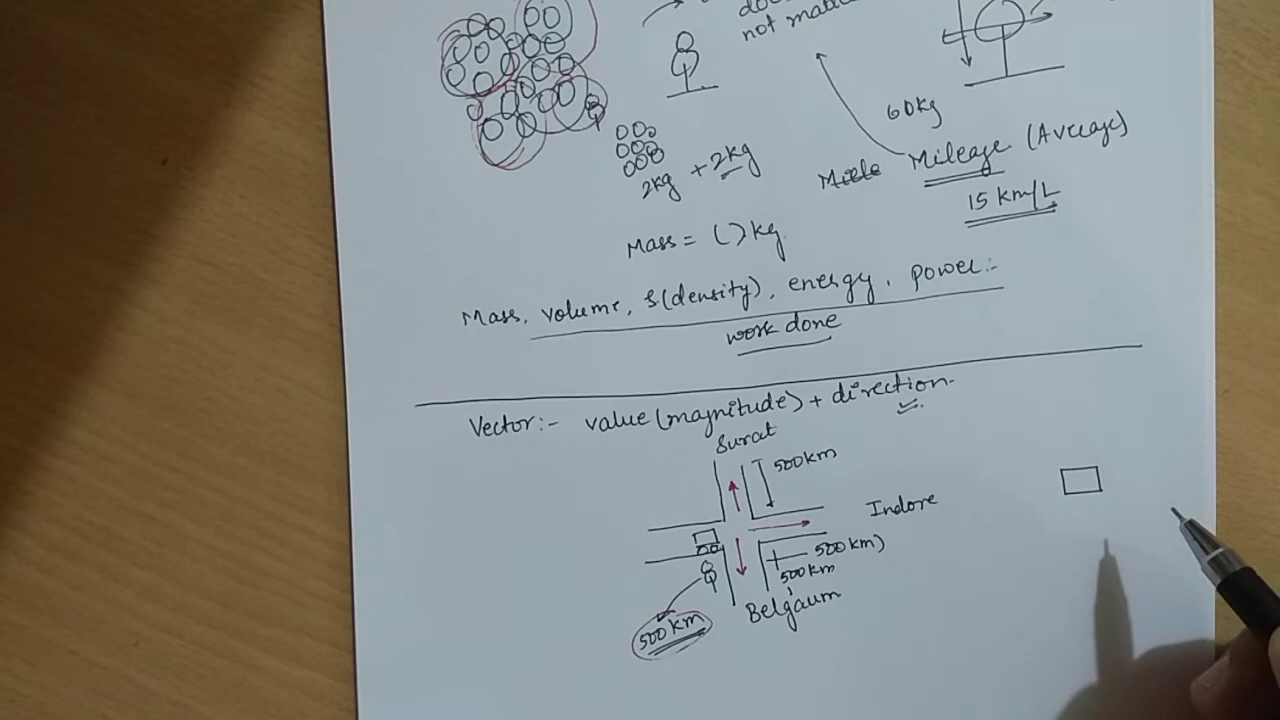 not
60kg
2kg + 2kg
Mileage (Average)
15 km/L
Mass = ( ) kg
Mass, volume, ρ(density), energy, power:-
work done
Vector:- value (magnitude) + direction-
Surat
500km
Indore
500km)
500km
Belgaum
500 km